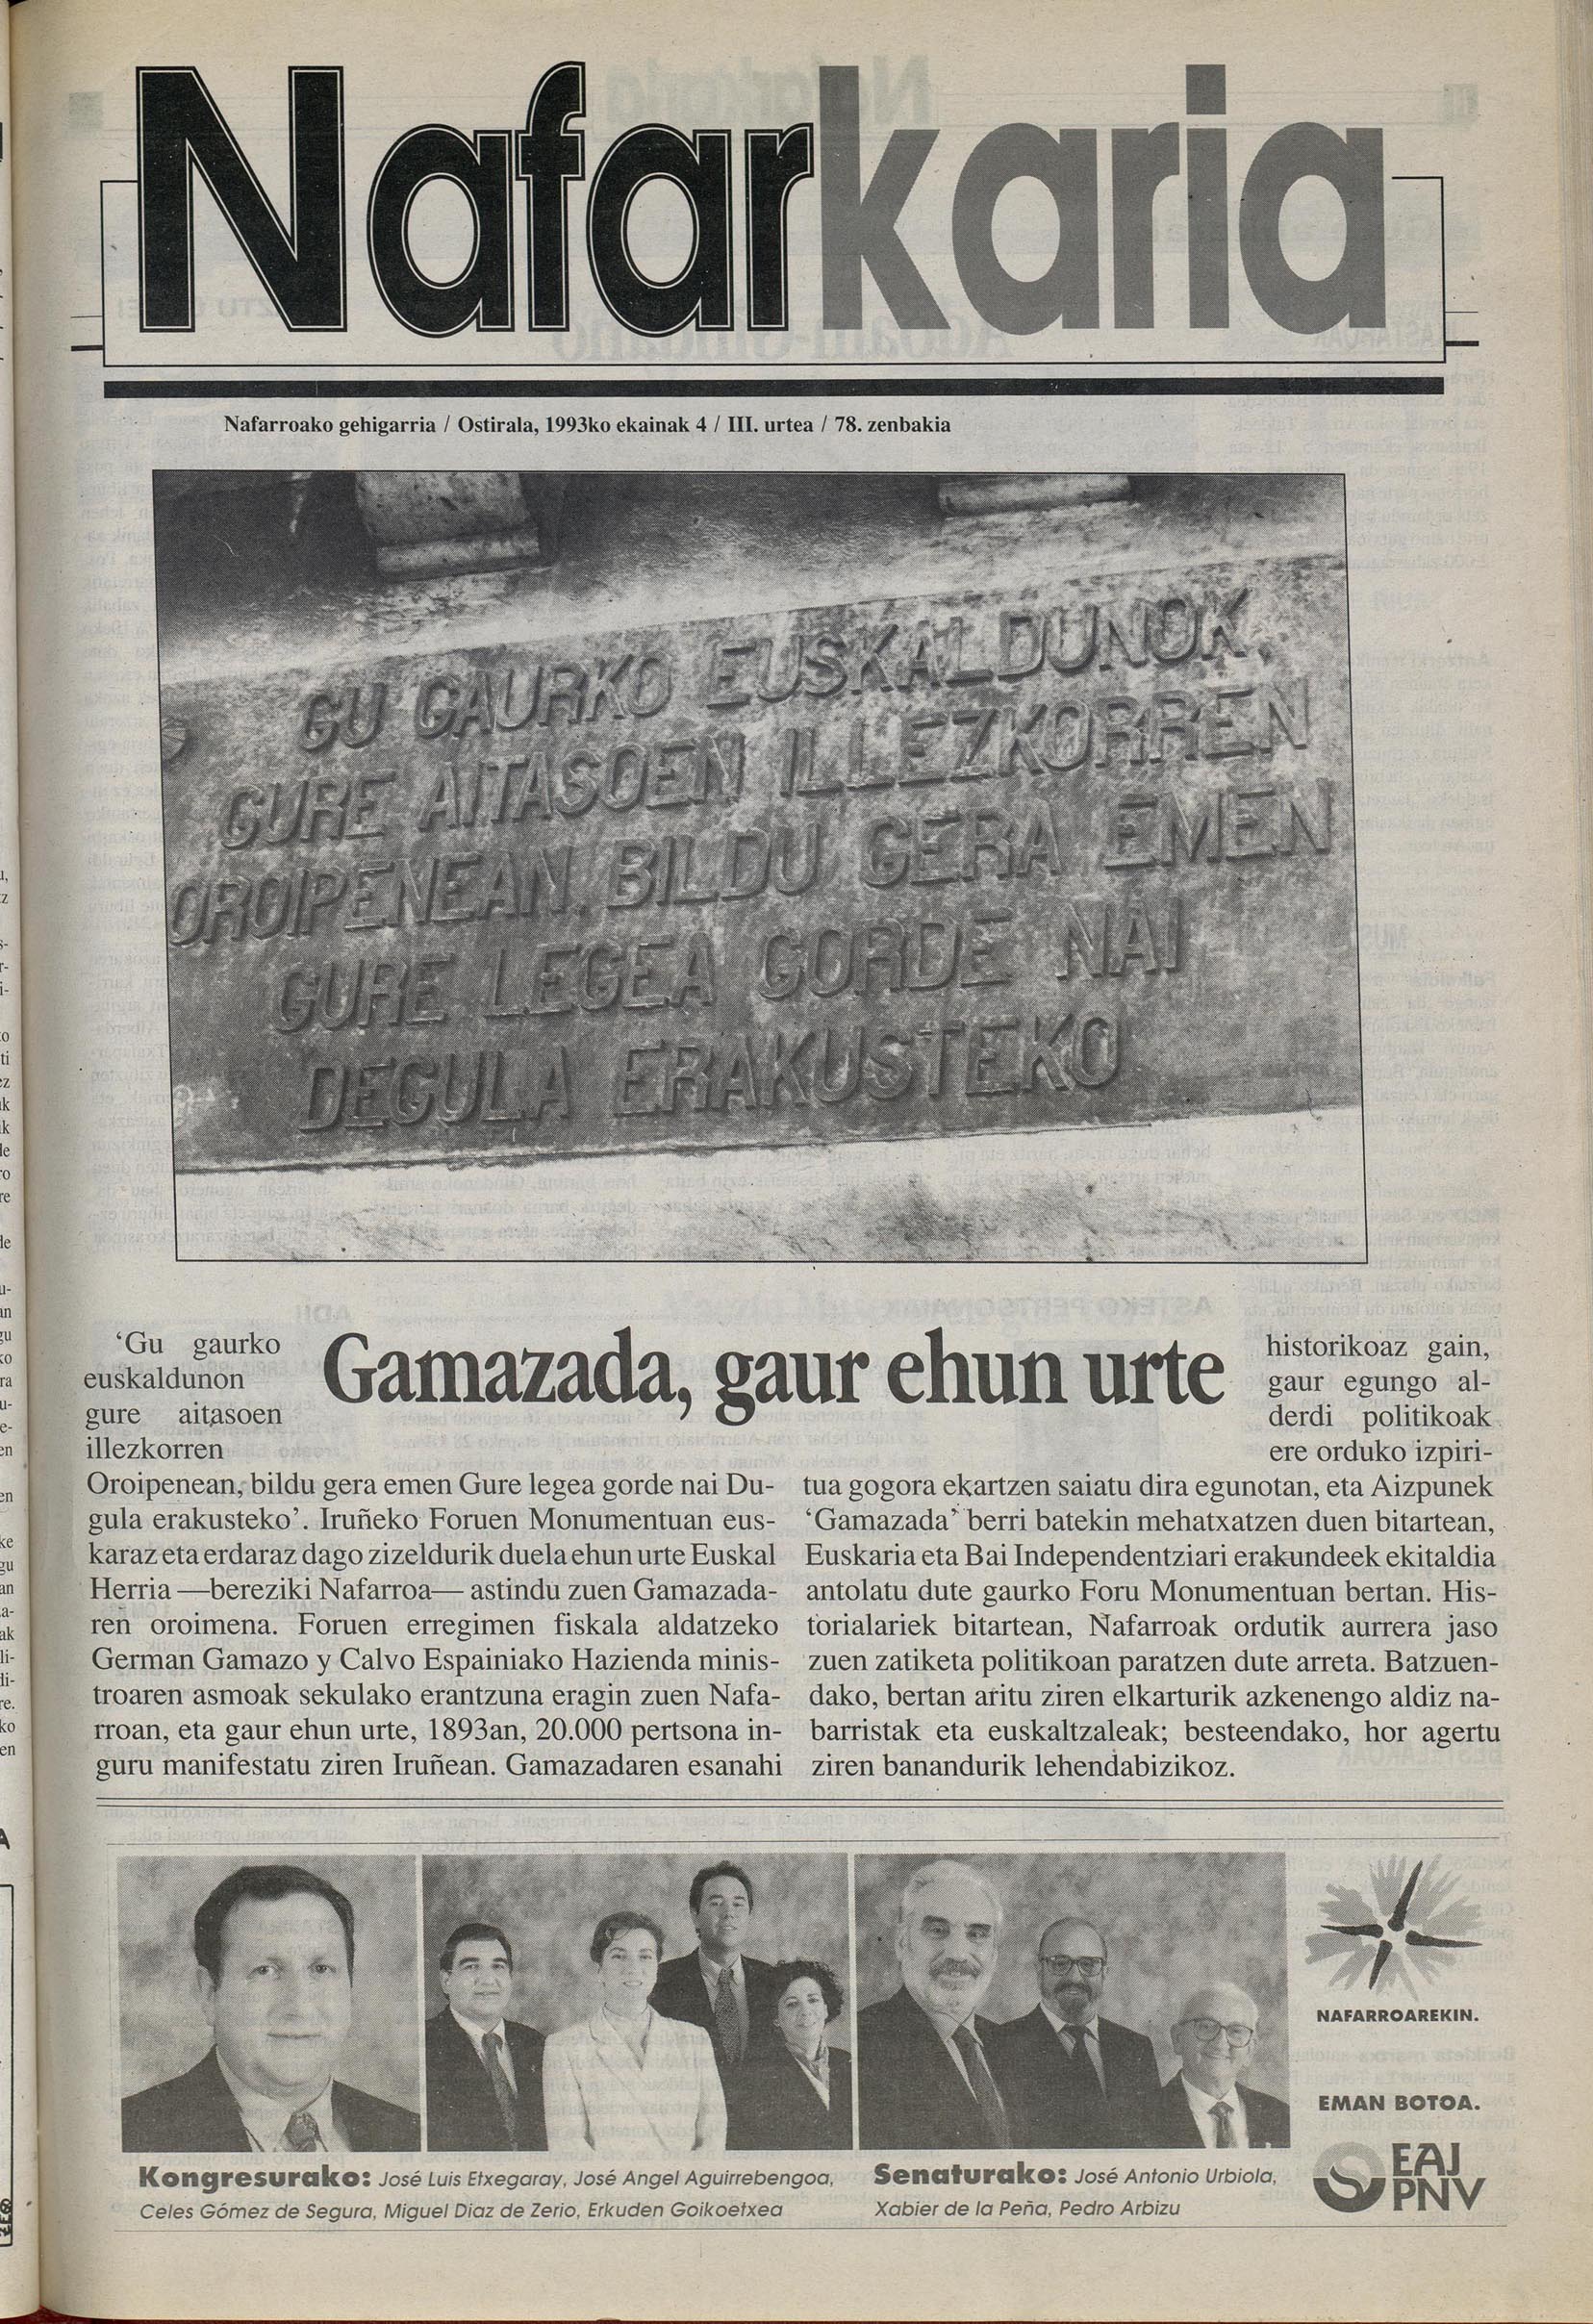 Nafarkaria
Nafarroako gehigarria / Ostirala, 1993ko ekainak 4 / III. urtea / 78. zenbakia
GU GAURKO EUSKALDUNOK
GURE AITASOEN ILLEZKORREN
OROIPENEAN, BILDU GERA EMEN
GURE LEGEA GORDE NAI
DEGULA ERAKUSTEKO
Gamazada, gaur ehun urte
‘Gu gaurko
euskaldunon
gure aitasoen
illezkorren
Oroipenean, bildu gera emen Gure legea gorde nai Du-
gula erakusteko’. Iruñeko Foruen Monumentuan eus-
karaz eta erdaraz dago zizeldurik duela ehun urte Euskal
Herria —bereziki Nafarroa— astindu zuen Gamazada-
ren oroimena. Foruen erregimen fiskala aldatzeko
German Gamazo y Calvo Espainiako Hazienda minis-
troaren asmoak sekulako erantzuna eragin zuen Nafa-
rroan, eta gaur ehun urte, 1893an, 20.000 pertsona in-
guru manifestatu ziren Iruñean. Gamazadaren esanahi
historikoaz gain,
gaur egungo al-
derdi politikoak
ere orduko izpiri-
tua gogora ekartzen saiatu dira egunotan, eta Aizpunek
‘Gamazada’ berri batekin mehatxatzen duen bitartean,
Euskaria eta Bai Independentziari erakundeek ekitaldia
antolatu dute gaurko Foru Monumentuan bertan. His-
torialariek bitartean, Nafarroak ordutik aurrera jaso
zuen zatiketa politikoan paratzen dute arreta. Batzuen-
dako, bertan aritu ziren elkarturik azkenengo aldiz na-
barristak eta euskaltzaleak; besteendako, hor agertu
ziren banandurik lehendabizikoz.
NAFARROAREKIN.
EMAN BOTOA.
EAJ
PNV
Kongresurako: José Luis Etxegaray, José Angel Aguirrebengoa,
Celes Gómez de Segura, Miguel Diaz de Zerio, Erkuden Goikoetxea
Senaturako: José Antonio Urbiola,
Xabier de la Peña, Pedro Arbizu